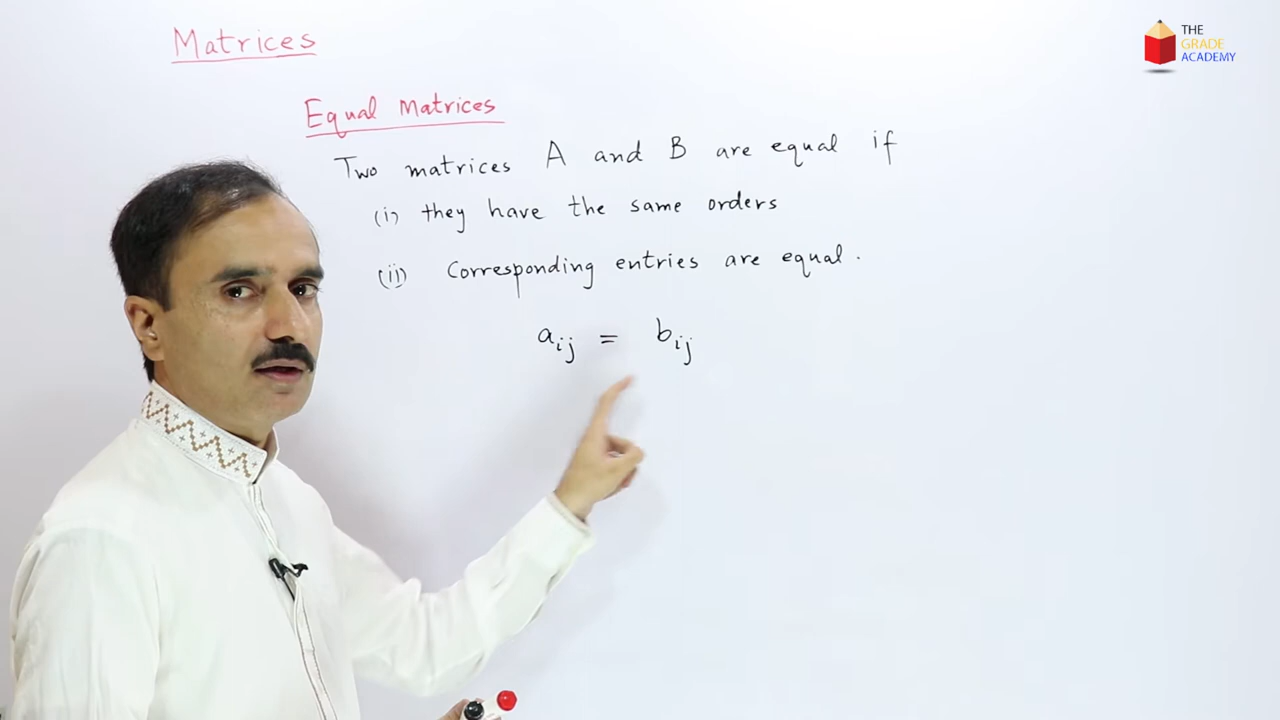 Matrices
THE
GRADE
ACADEMY
Equal Matrices
Two matrices A and B are equal if
(i) they have the same orders
(ii) Corresponding entries are equal.
aij = bij